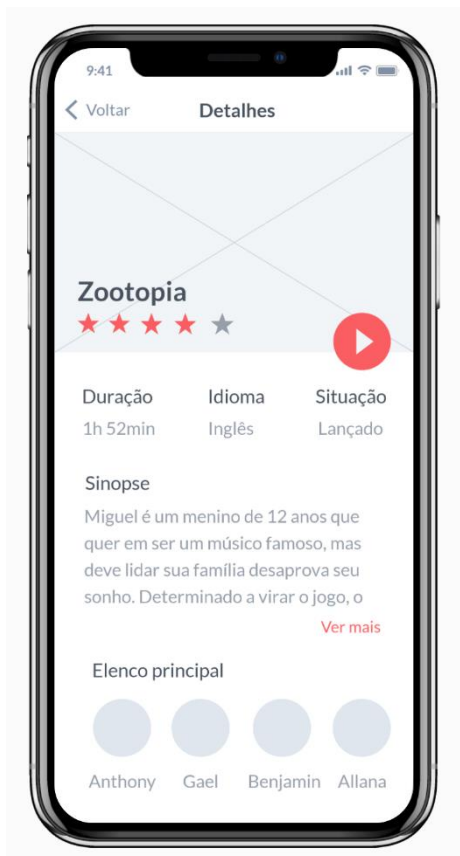 9:41
Voltar Detalhes
Zootopia
Duração Idioma Situação
1h 52min Inglês Lançado
Sinopse
Miguel é um menino de 12 anos que
quer em ser um músico famoso, mas
deve lidar sua família desaprova seu
sonho. Determinado a virar o jogo, o
Ver mais
Elenco principal
Anthony Gael Benjamin Allana